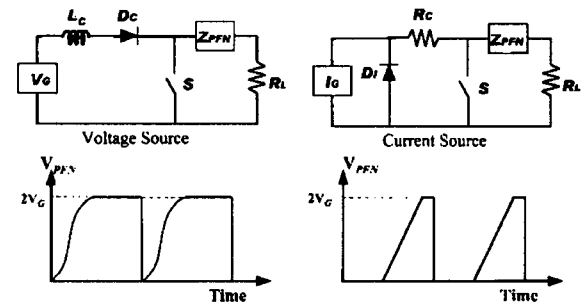 LC DC ZPFN
VG S RL
Voltage Source
RC ZPFN
IG DI S RL
Current Source
VPFN
2VG
Time
VPFN
2VG
Time